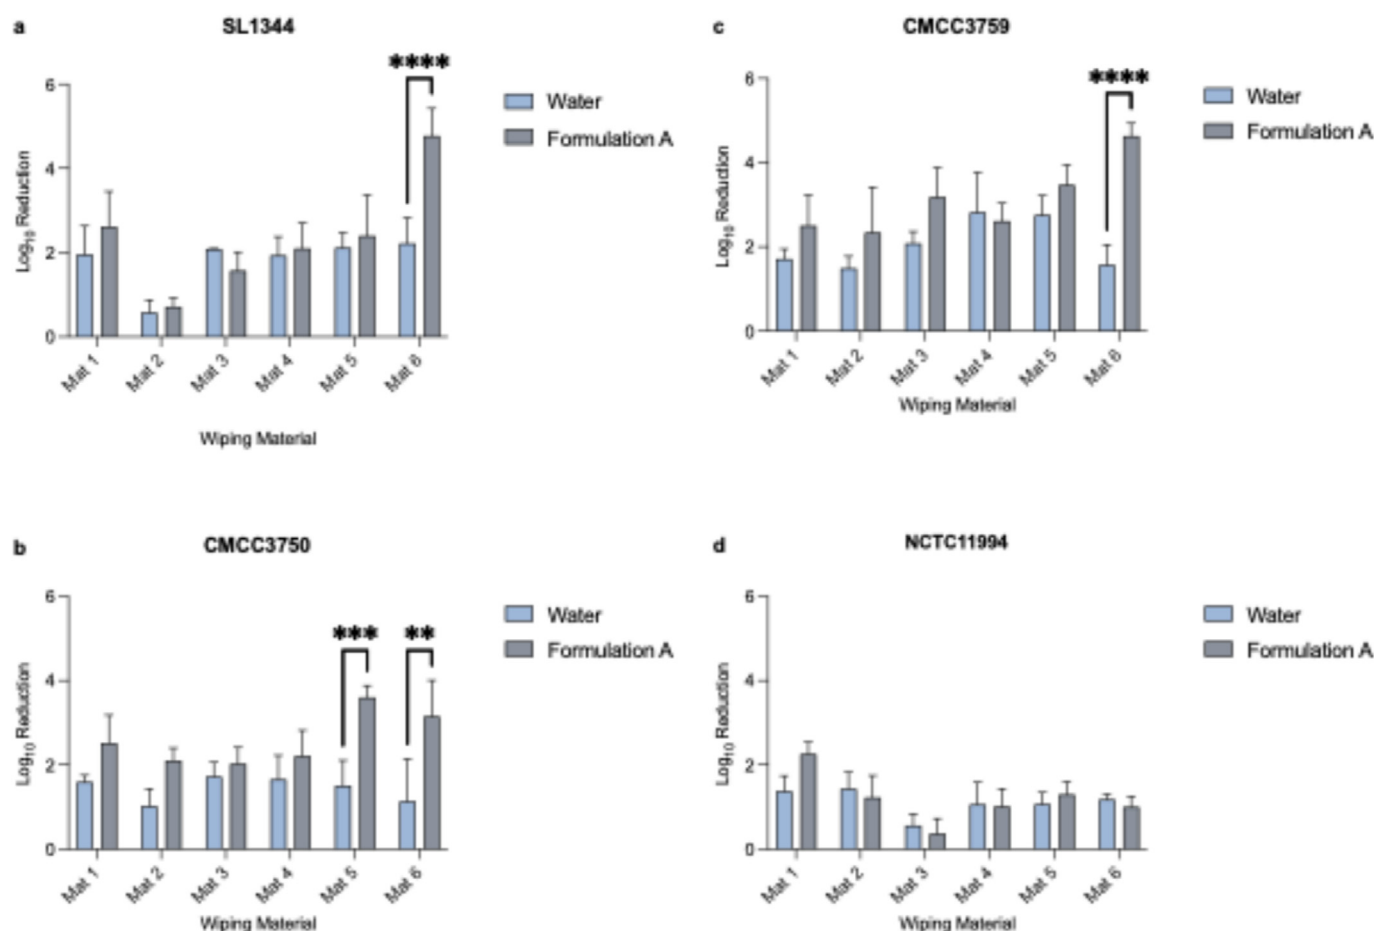 a
SL1344
****
6
4
2
0
Log10 Reduction
Mat 1
Mat 2
Mat 3
Mat 4
Mat 5
Mat 6
Wiping Material
Water
Formulation A
c
CMCC3759
****
6
4
2
0
Log10 Reduction
Mat 1
Mat 2
Mat 3
Mat 4
Mat 5
Mat 6
Wiping Material
Water
Formulation A
b
CMCC3750
*** **
6
4
2
0
Log10 Reduction
Mat 1
Mat 2
Mat 3
Mat 4
Mat 5
Mat 6
Wiping Material
Water
Formulation A
d
NCTC11994
6
4
2
0
Log10 Reduction
Mat 1
Mat 2
Mat 3
Mat 4
Mat 5
Mat 6
Wiping Material
Water
Formulation A